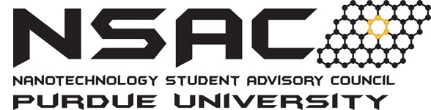 NSAC
NANOTECHNOLOGY STUDENT ADVISORY COUNCIL
PURDUE UNIVERSITY